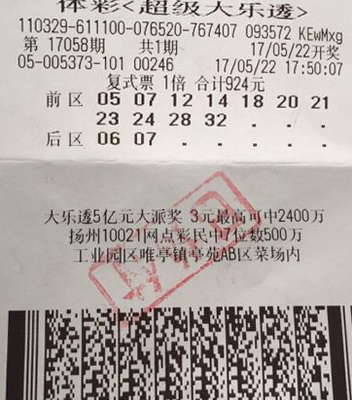 体彩<超级大乐透>
110329-611100-076520-767407 093572 KEwMxg
第 17058期 共1期 17/05/22开奖
05-005373-101 00246 17/05/22 17:50:07
复式票 1倍 合计924元
前区 05 07 12 14 18 20 21
23 24 28 32 . . .
后区 06 07 . . . . .
大乐透5亿元大派奖 3元最高可中2400万
扬州10021网点彩民中7位数500万
工业园区唯亭镇亭苑AB区菜场内